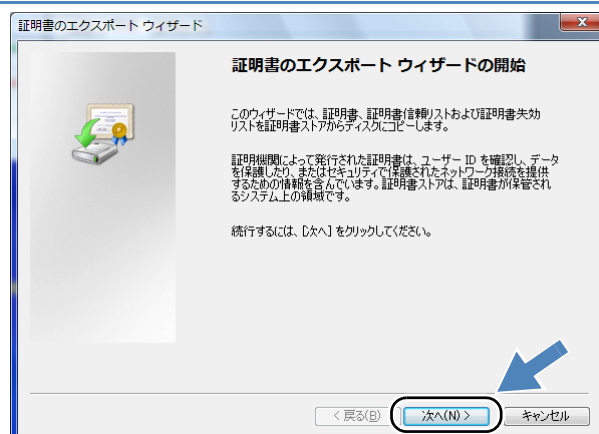 証明書のエクスポート ウィザード
証明書のエクスポート ウィザードの開始
このウィザードでは、証明書、証明書信頼リストおよび証明書失効
リストを証明書ストアからディスクにコピーします。
証明機関によって発行された証明書は、ユーザー ID を確認し、データ
を保護したり、またはセキュリティで保護されたネットワーク接続を提供
するための情報を含んでいます。証明書ストアは、証明書が保管され
るシステム上の領域です。
続行するには、[次へ] をクリックしてください。
< 戻る(B)
次へ(N) >
キャンセル